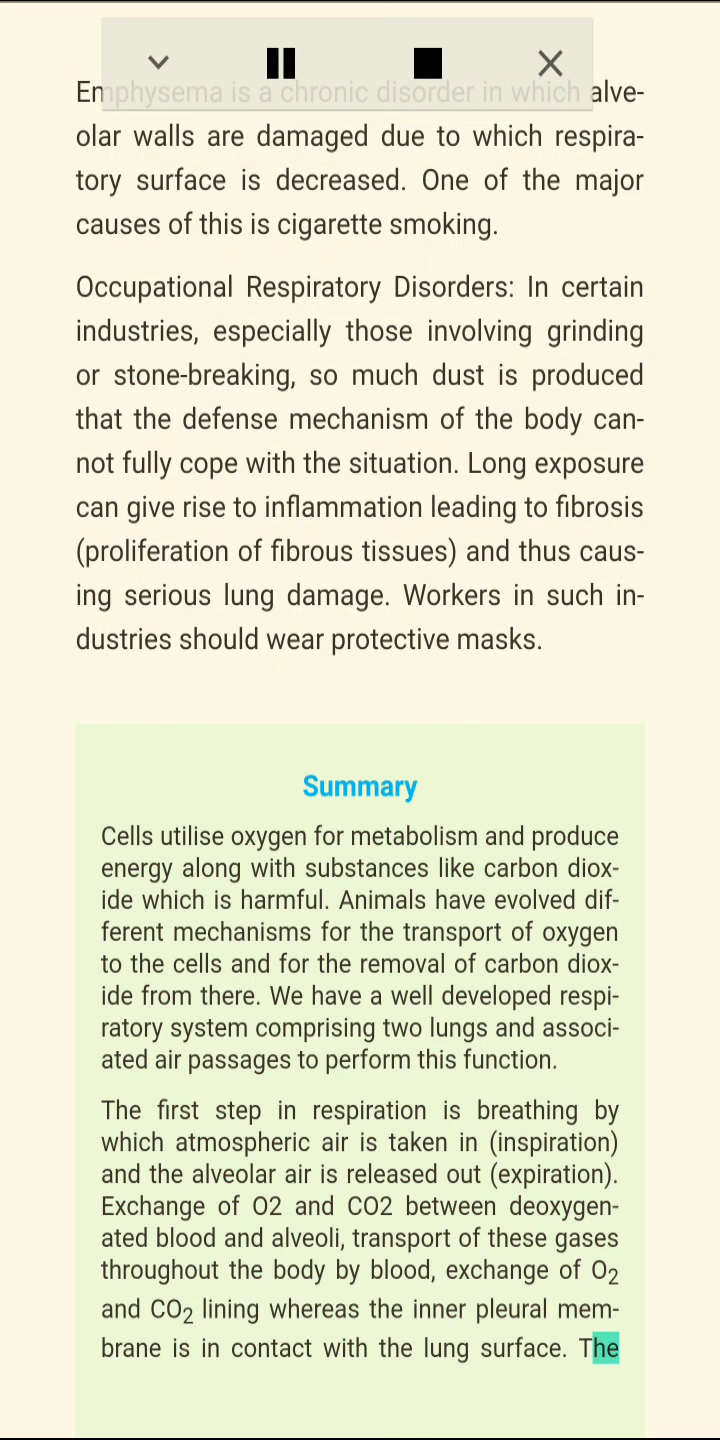 Emphysema is a chronic disorder in which alve-
olar walls are damaged due to which respira-
tory surface is decreased. One of the major
causes of this is cigarette smoking.
Occupational Respiratory Disorders: In certain
industries, especially those involving grinding
or stone-breaking, so much dust is produced
that the defense mechanism of the body can-
not fully cope with the situation. Long exposure
can give rise to inflammation leading to fibrosis
(proliferation of fibrous tissues) and thus caus-
ing serious lung damage. Workers in such in-
dustries should wear protective masks.
Summary
Cells utilise oxygen for metabolism and produce
energy along with substances like carbon diox-
ide which is harmful. Animals have evolved dif-
ferent mechanisms for the transport of oxygen
to the cells and for the removal of carbon diox-
ide from there. We have a well developed respi-
ratory system comprising two lungs and associ-
ated air passages to perform this function.
The first step in respiration is breathing by
which atmospheric air is taken in (inspiration)
and the alveolar air is released out (expiration).
Exchange of O2 and CO2 between deoxygen-
ated blood and alveoli, transport of these gases
throughout the body by blood, exchange of O₂
and CO₂ lining whereas the inner pleural mem-
brane is in contact with the lung surface. The